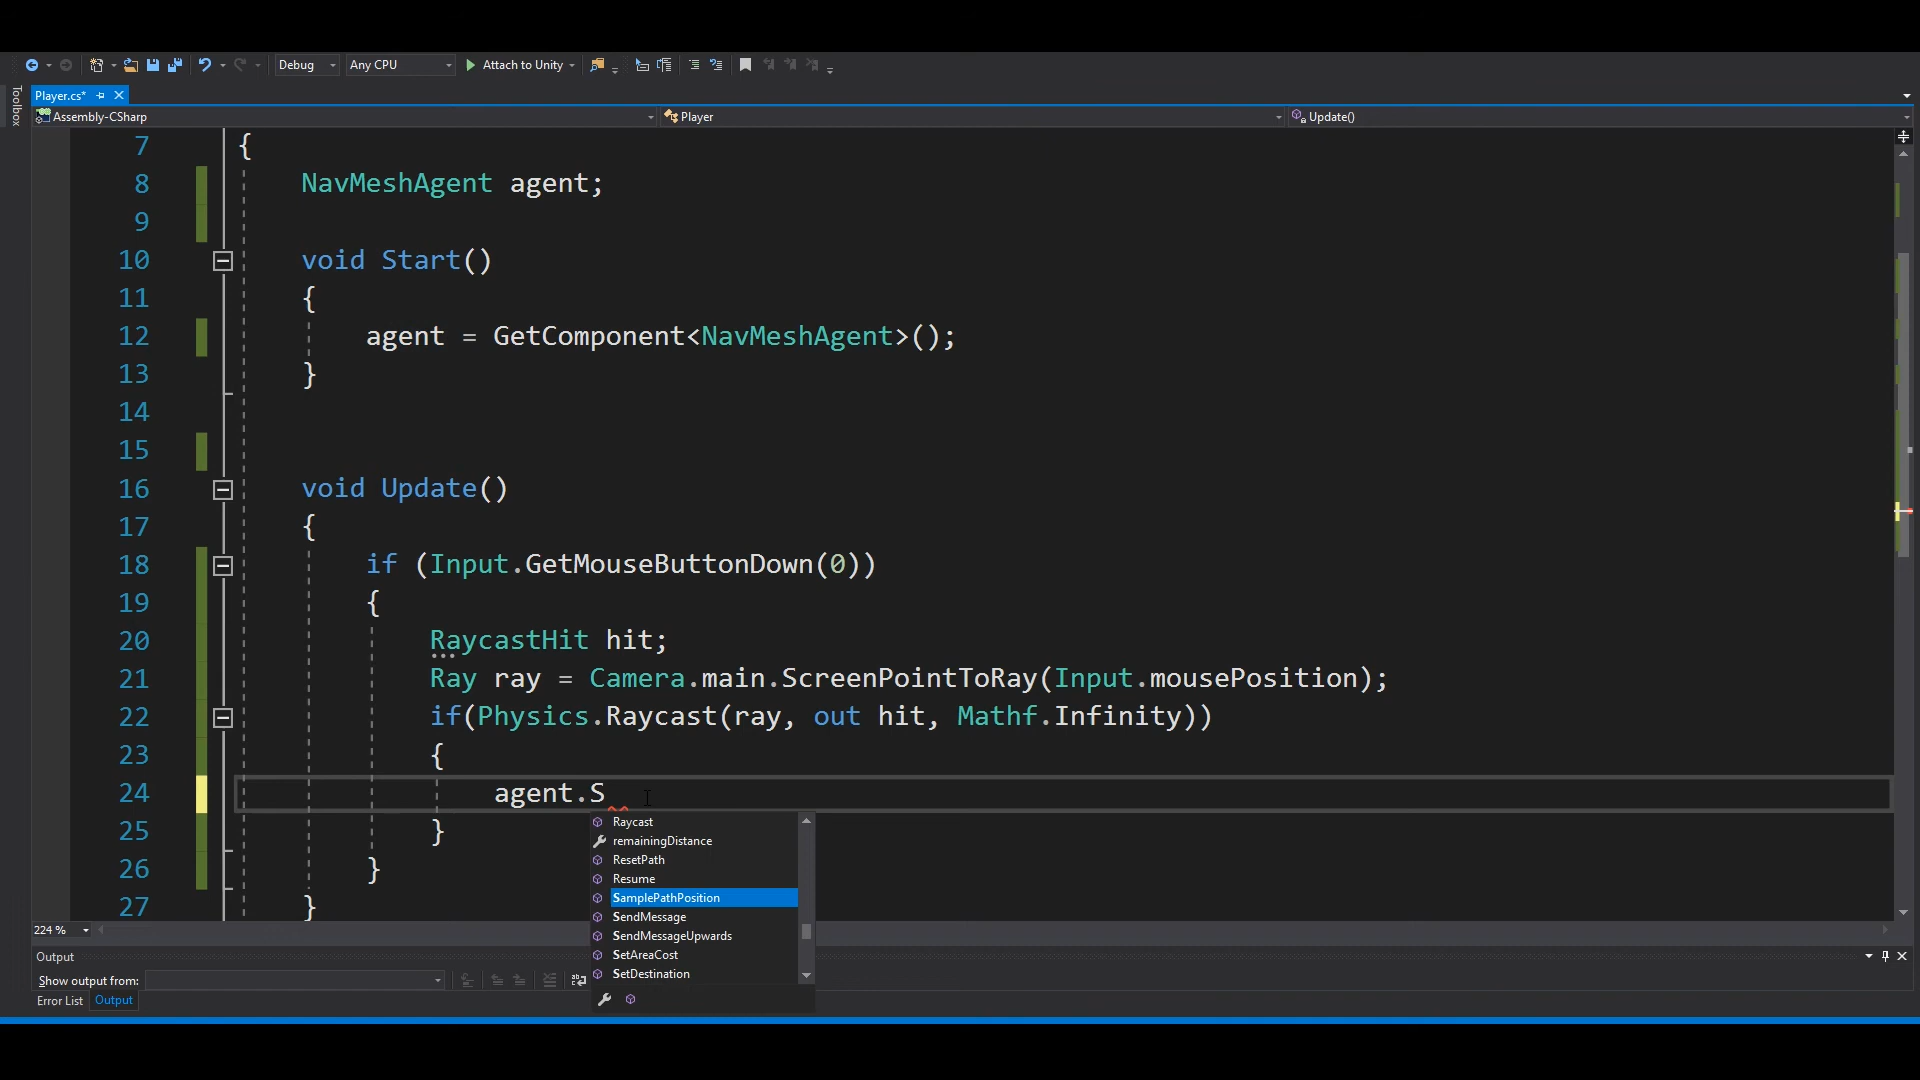 Debug Any CPU Attach to Unity
Toolbox
Player.cs*
Assembly-CSharp Player Update()
7 {
8 NavMeshAgent agent;
9
10 void Start()
11 {
12 agent = GetComponent<NavMeshAgent>();
13 }
14
15
16 void Update()
17 {
18 if (Input.GetMouseButtonDown(0))
19 {
20 RaycastHit hit;
21 Ray ray = Camera.main.ScreenPointToRay(Input.mousePosition);
22 if(Physics.Raycast(ray, out hit, Mathf.Infinity))
23 {
24 agent.S
25 }
26 }
27 }
Raycast
remainingDistance
ResetPath
Resume
SamplePathPosition
SendMessage
SendMessageUpwards
SetAreaCost
SetDestination
224 %
Output
Show output from:
Error List Output